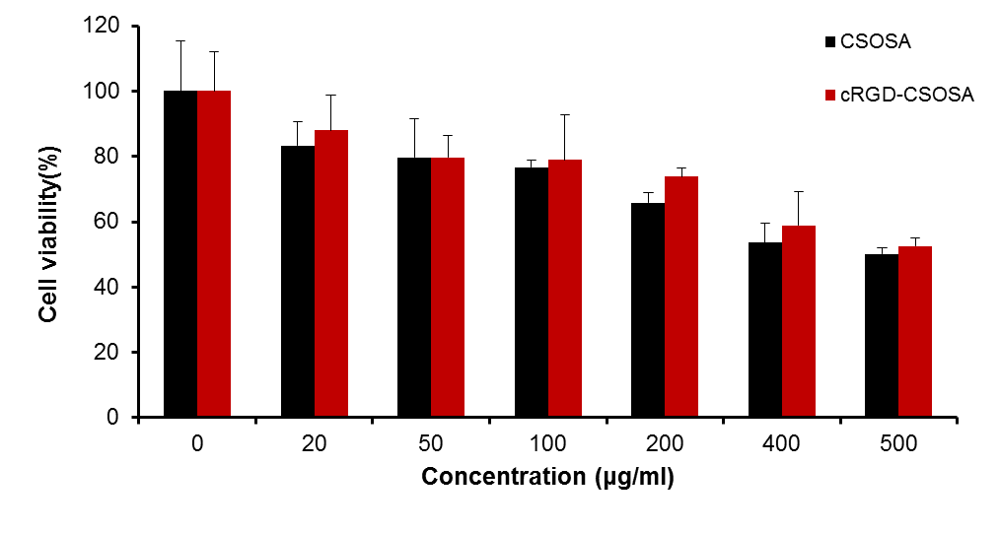 120
100
80
60
40
20
0
Cell viability(%)
CSOSA
cRGD-CSOSA
0 20 50 100 200 400 500
Concentration (µg/ml)